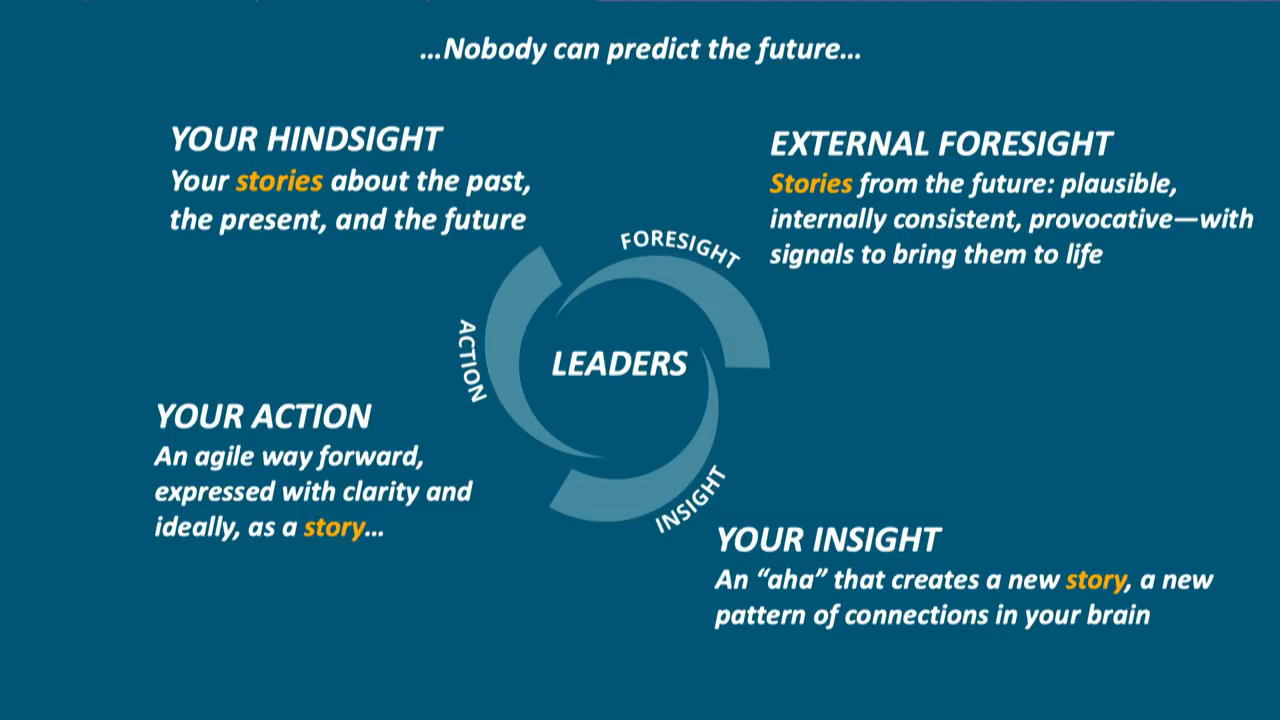 …Nobody can predict the future…
YOUR HINDSIGHT
Your stories about the past,
the present, and the future
EXTERNAL FORESIGHT
Stories from the future: plausible,
internally consistent, provocative—with
signals to bring them to life
FORESIGHT
ACTION
LEADERS
INSIGHT
YOUR ACTION
An agile way forward,
expressed with clarity and
ideally, as a story…
YOUR INSIGHT
An “aha” that creates a new story, a new
pattern of connections in your brain